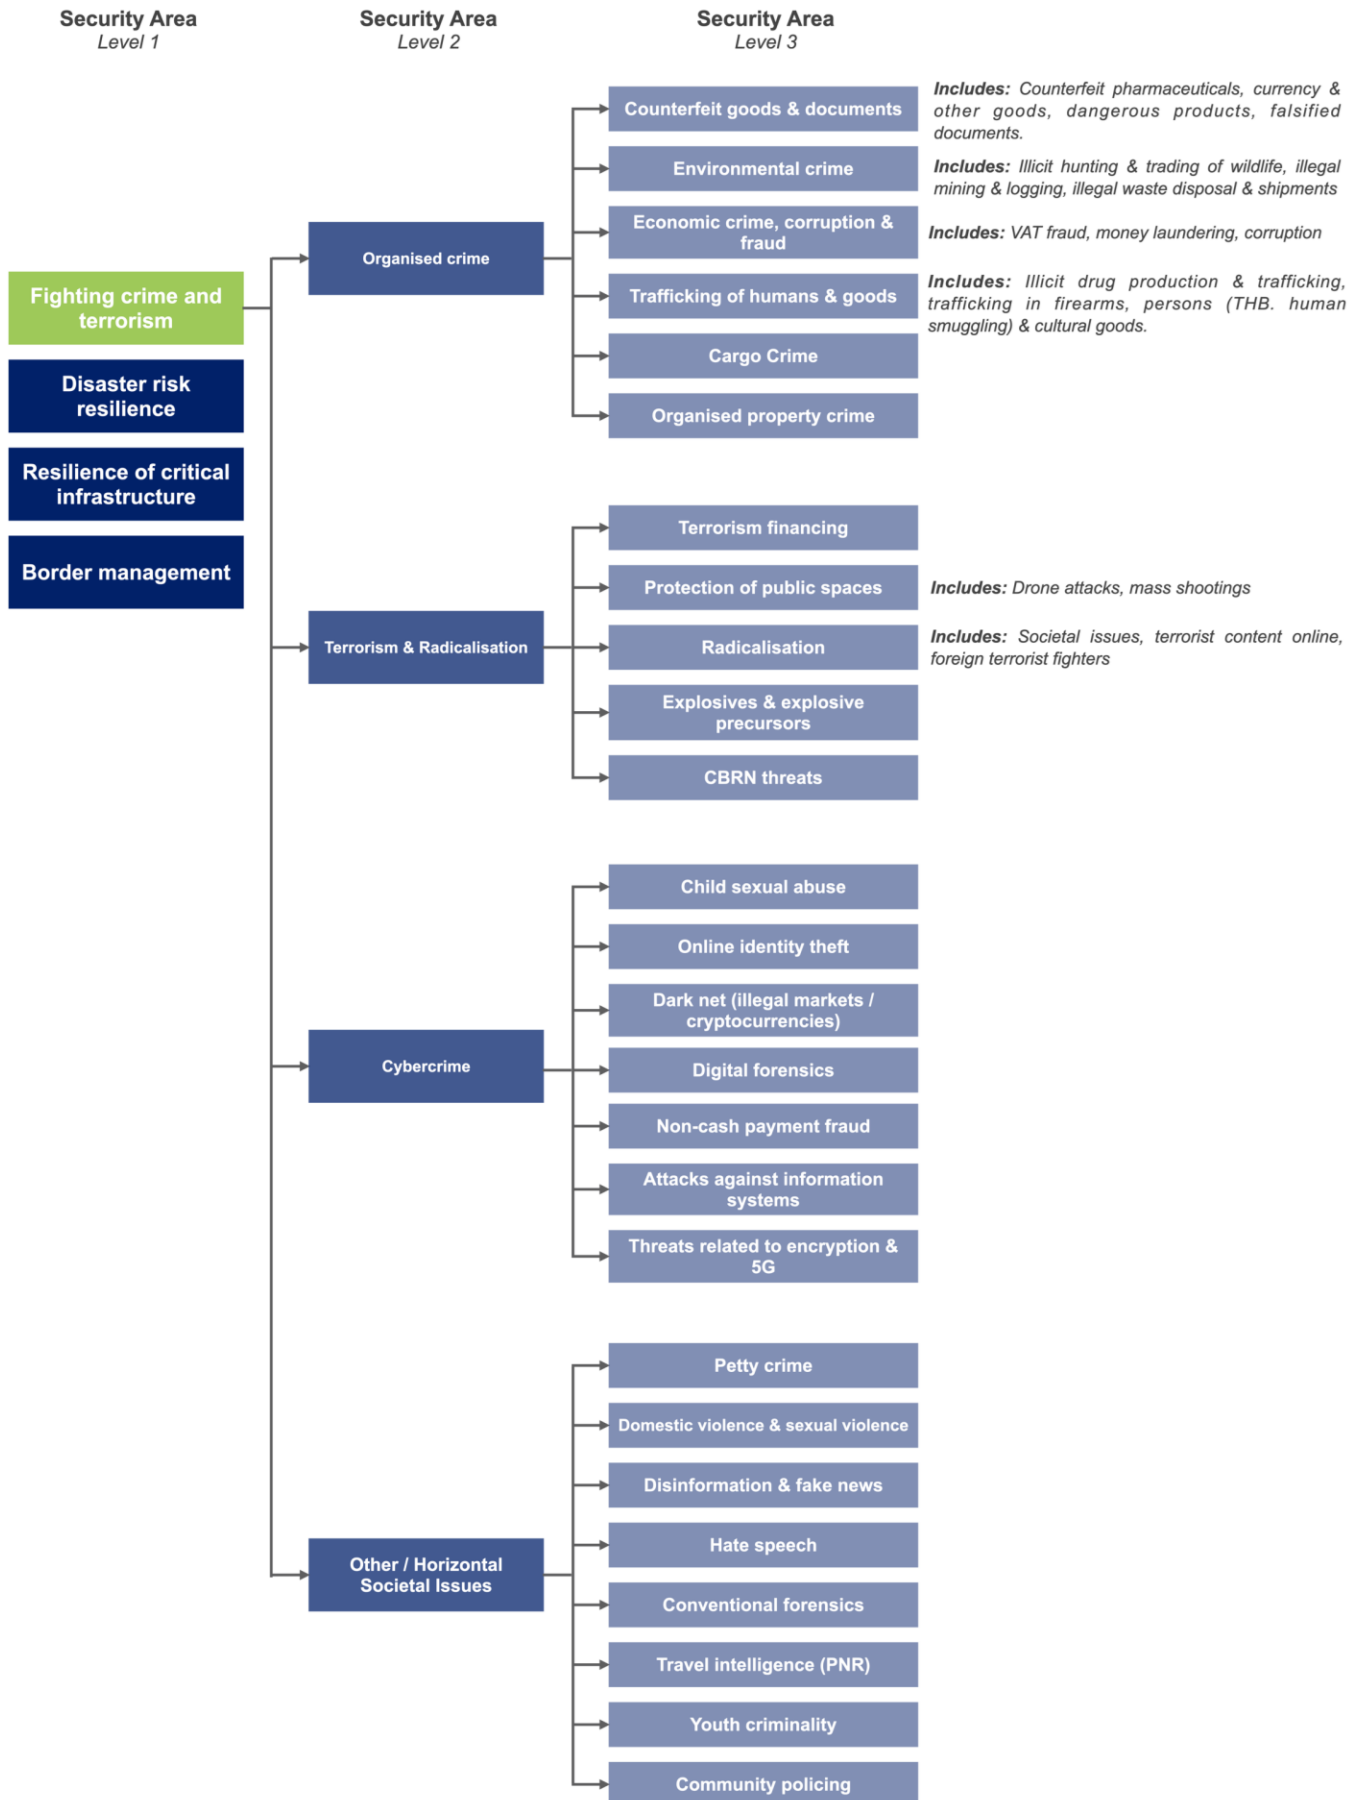 Security Area
Level 1
Security Area
Level 2
Security Area
Level 3
Fighting crime and
terrorism
Disaster risk
resilience
Resilience of critical
infrastructure
Border management
Organised crime
Counterfeit goods & documents
Includes: Counterfeit pharmaceuticals, currency &
other goods, dangerous products, falsified
documents.
Environmental crime
Includes: Illicit hunting & trading of wildlife, illegal
mining & logging, illegal waste disposal & shipments
Economic crime, corruption &
fraud
Includes: VAT fraud, money laundering, corruption
Trafficking of humans & goods
Includes: Illicit drug production & trafficking,
trafficking in firearms, persons (THB. human
smuggling) & cultural goods.
Cargo Crime
Organised property crime
Terrorism & Radicalisation
Terrorism financing
Protection of public spaces
Includes: Drone attacks, mass shootings
Radicalisation
Includes: Societal issues, terrorist content online,
foreign terrorist fighters
Explosives & explosive
precursors
CBRN threats
Cybercrime
Child sexual abuse
Online identity theft
Dark net (illegal markets /
cryptocurrencies)
Digital forensics
Non-cash payment fraud
Attacks against information
systems
Threats related to encryption &
5G
Other / Horizontal
Societal Issues
Petty crime
Domestic violence & sexual violence
Disinformation & fake news
Hate speech
Conventional forensics
Travel intelligence (PNR)
Youth criminality
Community policing